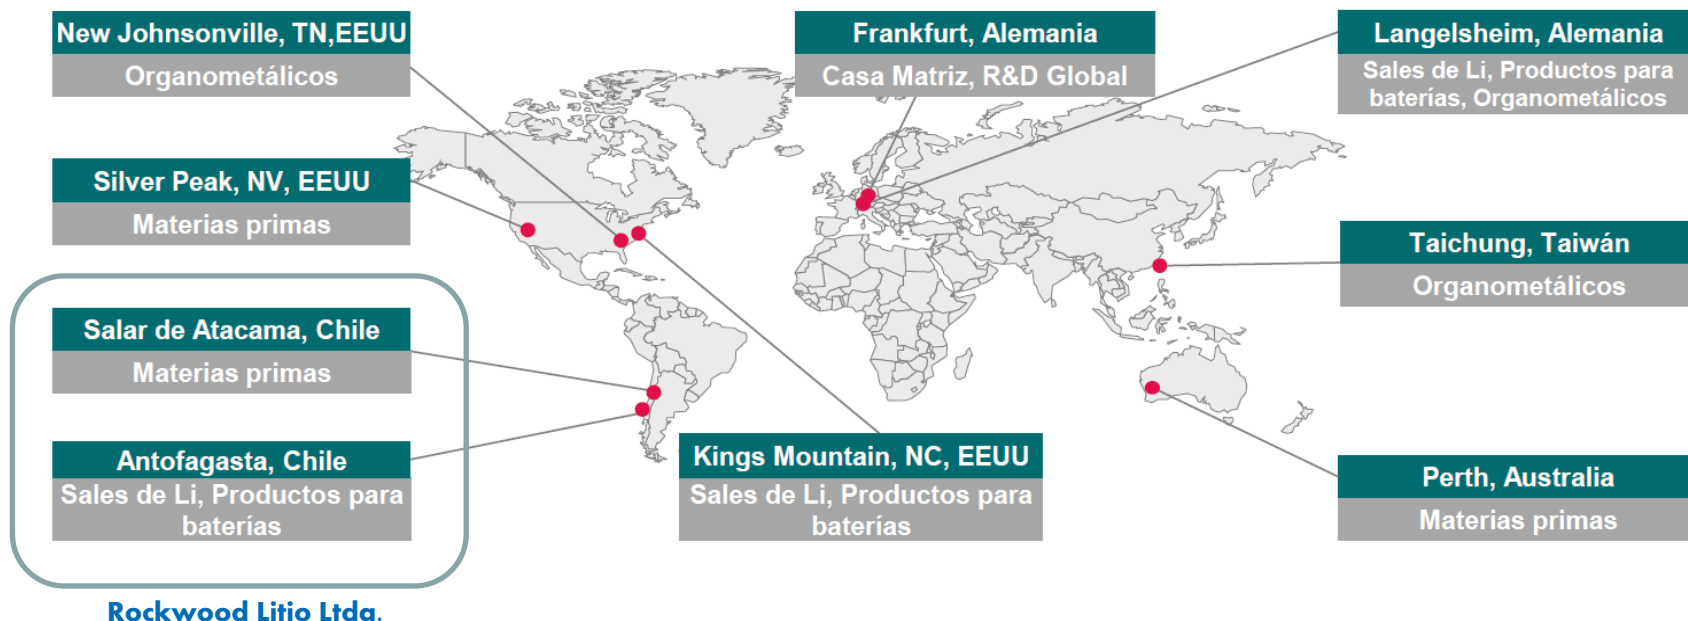 New Johnsonville, TN,EEUU
Organometálicos
Frankfurt, Alemania
Casa Matriz, R&D Global
Langelsheim, Alemania
Sales de Li, Productos para
baterías, Organometálicos
Silver Peak, NV, EEUU
Materias primas
Taichung, Taiwán
Organometálicos
Salar de Atacama, Chile
Materias primas
Antofagasta, Chile
Sales de Li, Productos para
baterías
Kings Mountain, NC, EEUU
Sales de Li, Productos para
baterías
Perth, Australia
Materias primas
Rockwood Litio Ltda.